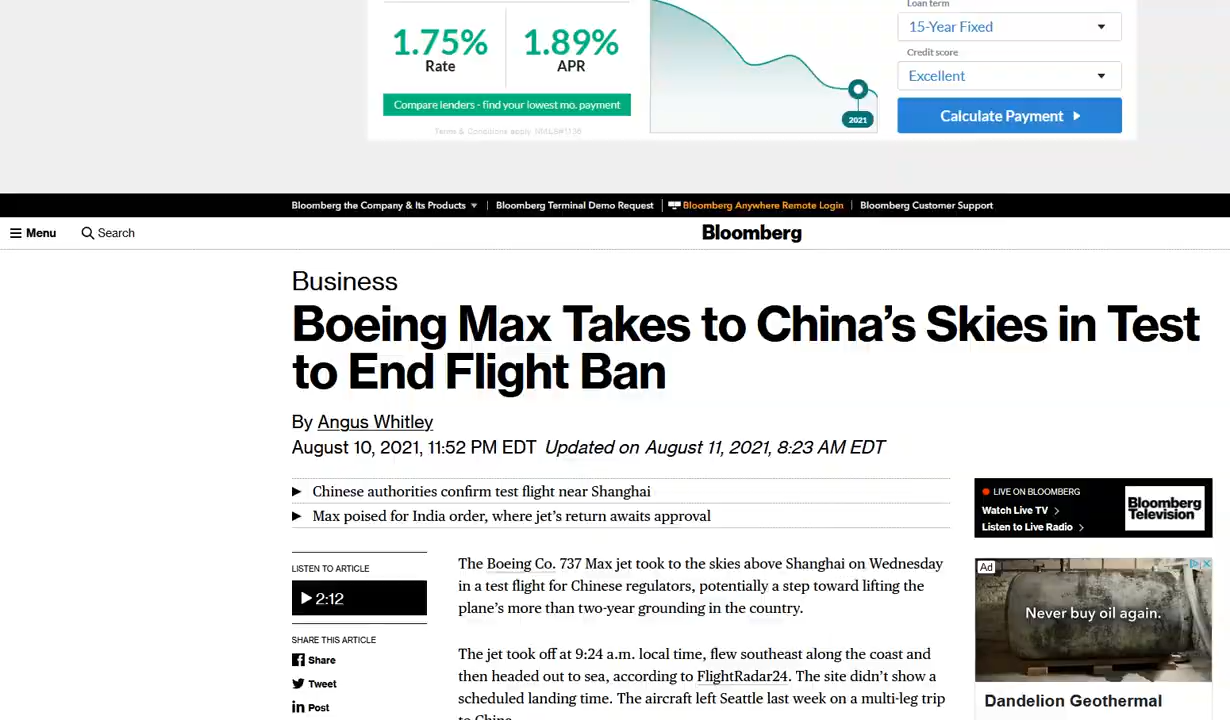 Loan term
15-Year Fixed
1.75% 1.89%
Rate APR
Credit score
Excellent
Compare lenders - find your lowest mo. payment
Calculate Payment
2021
Terms & Conditions apply. NMLS#1136
Bloomberg the Company & Its Products
Bloomberg Terminal Demo Request
Bloomberg Anywhere Remote Login
Bloomberg Customer Support
Menu
Search
Bloomberg
Business
Boeing Max Takes to China's Skies in Test
to End Flight Ban
By Angus Whitley
August 10, 2021, 11:52 PM EDT Updated on August 11, 2021, 8:23 AM EDT
Chinese authorities confirm test flight near Shanghai
Max poised for India order, where jet's return awaits approval
LISTEN TO ARTICLE
2:12
SHARE THIS ARTICLE
Share
Tweet
Post
The Boeing Co. 737 Max jet took to the skies above Shanghai on Wednesday
in a test flight for Chinese regulators, potentially a step toward lifting the
plane's more than two-year grounding in the country.
The jet took off at 9:24 a.m. local time, flew southeast along the coast and
then headed out to sea, according to FlightRadar24. The site didn't show a
scheduled landing time. The aircraft left Seattle last week on a multi-leg trip
to China.
LIVE ON BLOOMBERG
Watch Live TV
Listen to Live Radio
Bloomberg
Television
Ad
Never buy oil again.
Dandelion Geothermal